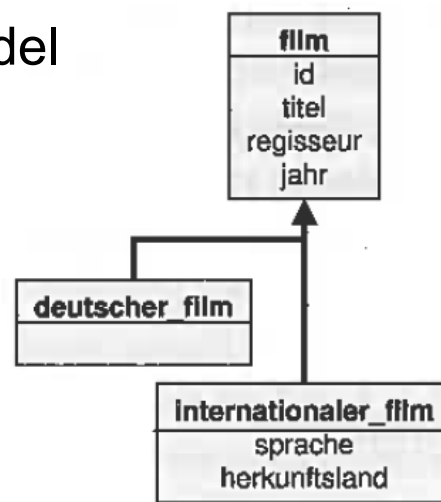 del
film
id
titel
regisseur
jahr
deutscher_film
internationaler_film
sprache
herkunftsland